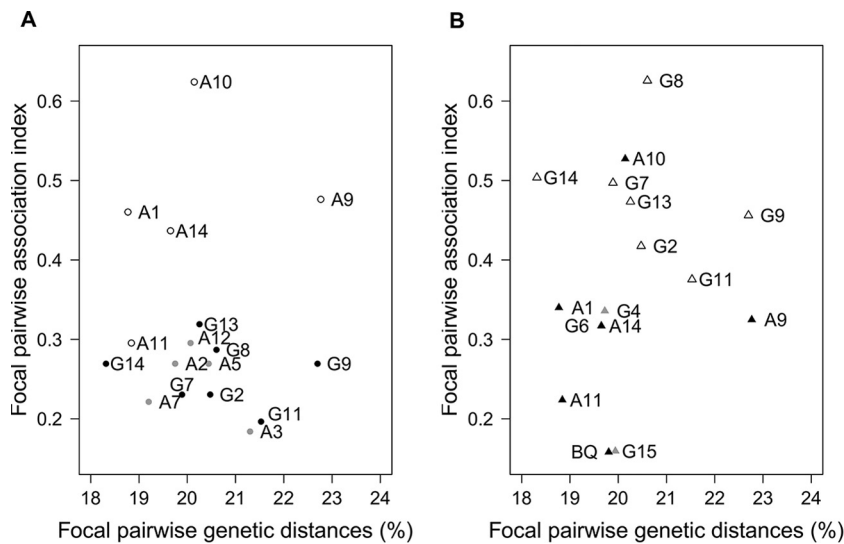 A
B
Focal pairwise association index
0.6
0.5
0.4
0.3
0.2
A10
A9
A1
A14
G13
A12
A11
G8
G14
A2
A5
G9
G7
G2
A7
G11
A3
18 19 20 21 22 23 24
Focal pairwise genetic distances (%)
Focal pairwise association index
0.6
0.5
0.4
0.3
0.2
G8
A10
G14
G7
G13
G9
G2
G11
A1
G4
G6
A14
A9
A11
BQ
G15
18 19 20 21 22 23 24
Focal pairwise genetic distances (%)